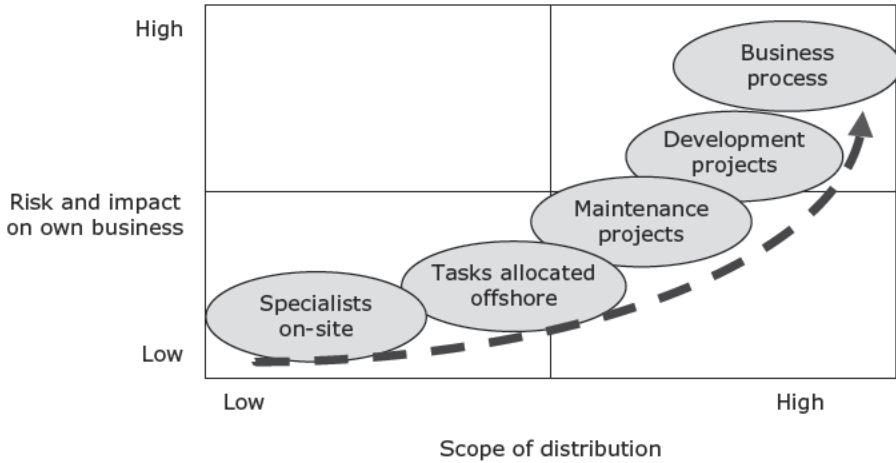 High
Business
process
Development
projects
Risk and impact
on own business
Maintenance
projects
Tasks allocated
offshore
Specialists
on-site
Low
Low
High
Scope of distribution